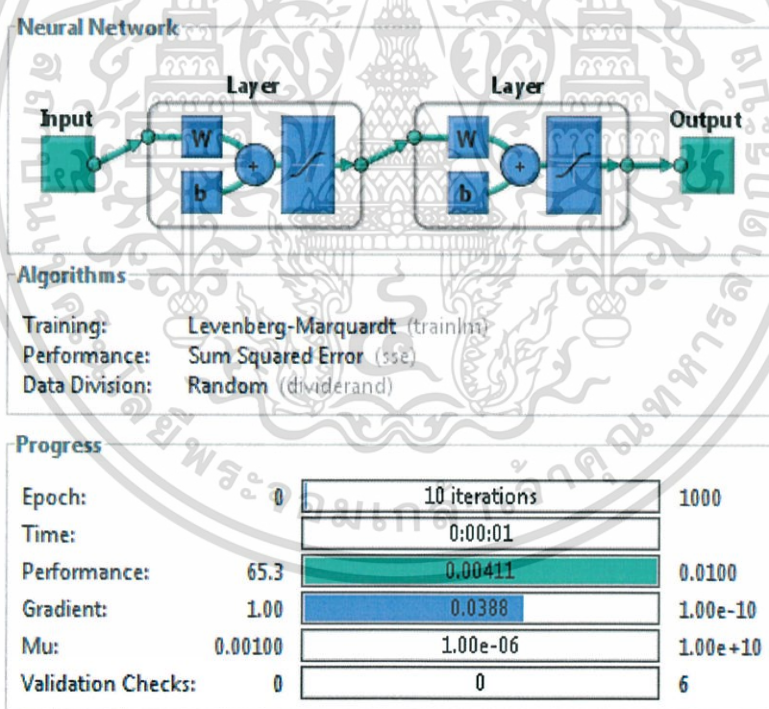 Neural Network
Layer Layer
Input Output
W W
+ +
b b
Algorithms
Training: Levenberg-Marquardt (trainlm)
Performance: Sum Squared Error (sse)
Data Division: Random (dividerand)
Progress
Epoch: 0 10 iterations 1000
Time: 0:00:01
Performance: 65.3 0.00411 0.0100
Gradient: 1.00 0.0388 1.00e-10
Mu: 0.00100 1.00e-06 1.00e+10
Validation Checks: 0 0 6